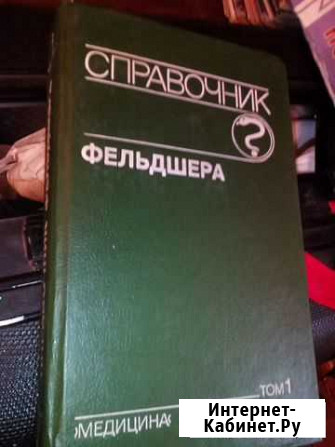 СПРАВОЧНИК
ФЕЛЬДШЕРА
ТОМ 1
›МЕДИЦИНА‹
Интернет-
Кабинет.Ру